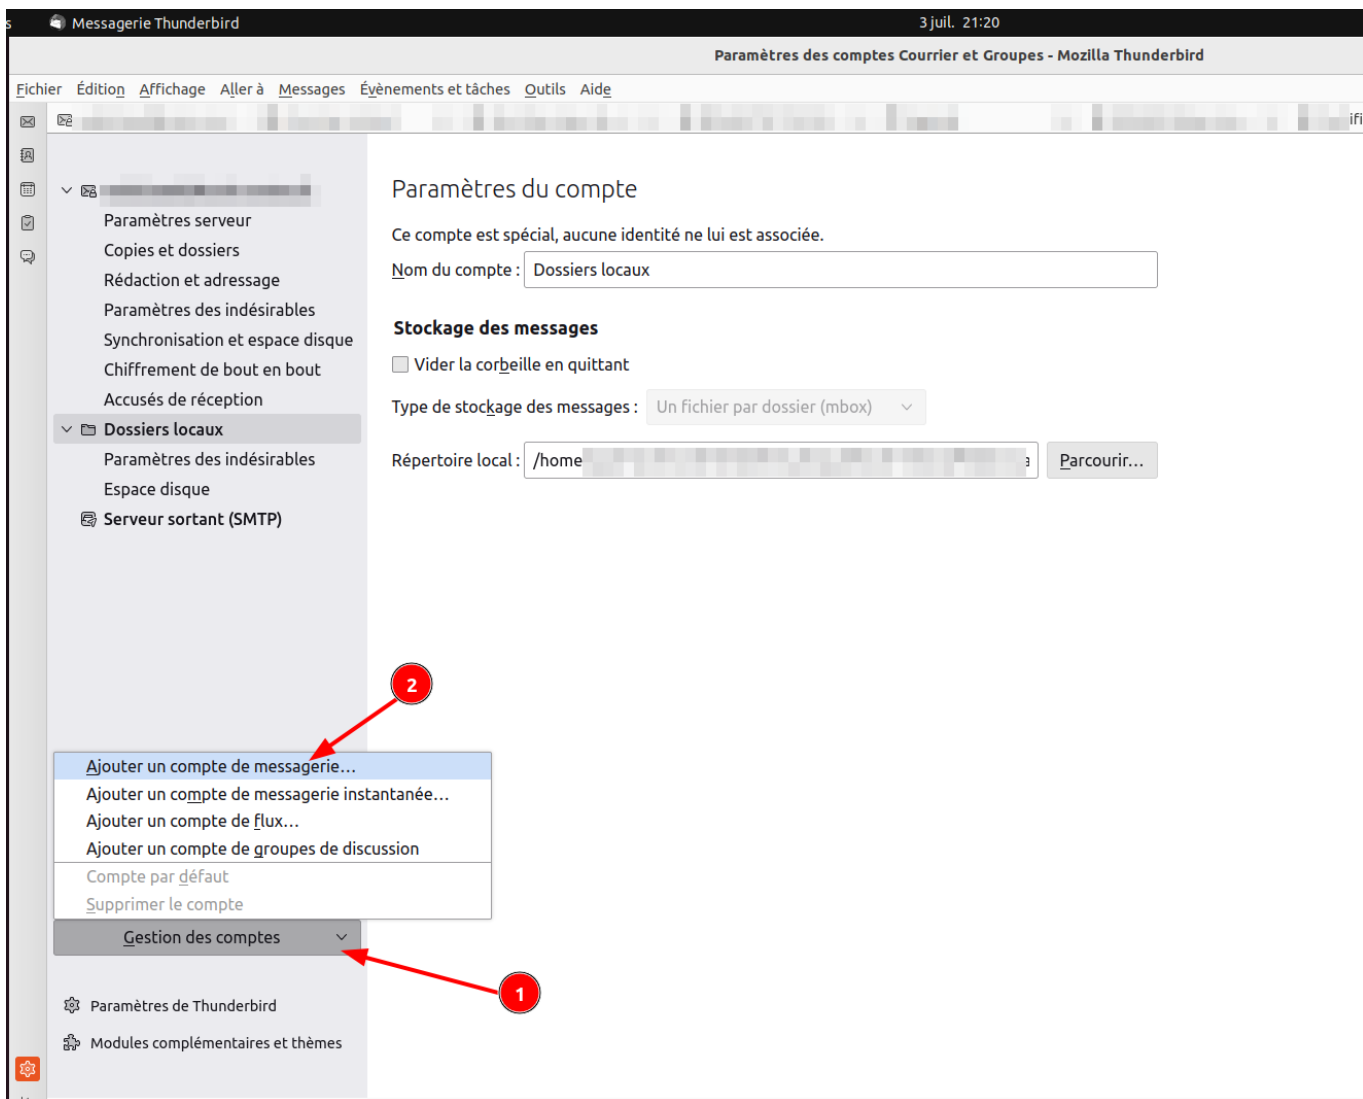 s Messagerie Thunderbird 3 juil. 21:20
Paramètres des comptes Courrier et Groupes - Mozilla Thunderbird
Fichier Édition Affichage Aller à Messages Évènements et tâches Outils Aide
ifi
Paramètres serveur
Copies et dossiers
Rédaction et adressage
Paramètres des indésirables
Synchronisation et espace disque
Chiffrement de bout en bout
Accusés de réception
Dossiers locaux
Paramètres des indésirables
Espace disque
Serveur sortant (SMTP)
Paramètres du compte
Ce compte est spécial, aucune identité ne lui est associée.
Nom du compte : Dossiers locaux
Stockage des messages
Vider la corbeille en quittant
Type de stockage des messages : Un fichier par dossier (mbox)
Répertoire local : /home Parcourir...
2
Ajouter un compte de messagerie...
Ajouter un compte de messagerie instantanée...
Ajouter un compte de flux...
Ajouter un compte de groupes de discussion
Compte par défaut
Supprimer le compte
Gestion des comptes
1
Paramètres de Thunderbird
Modules complémentaires et thèmes